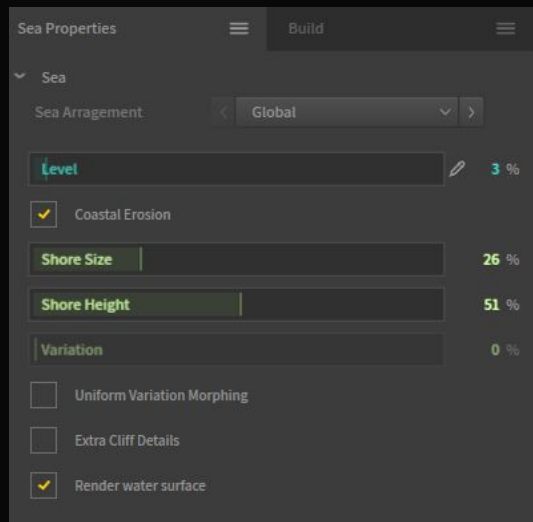 Sea Properties
Build
Sea
Sea Arragement < Global >
Level 3 %
Coastal Erosion
Shore Size 26 %
Shore Height 51 %
Variation 0 %
Uniform Variation Morphing
Extra Cliff Details
Render water surface